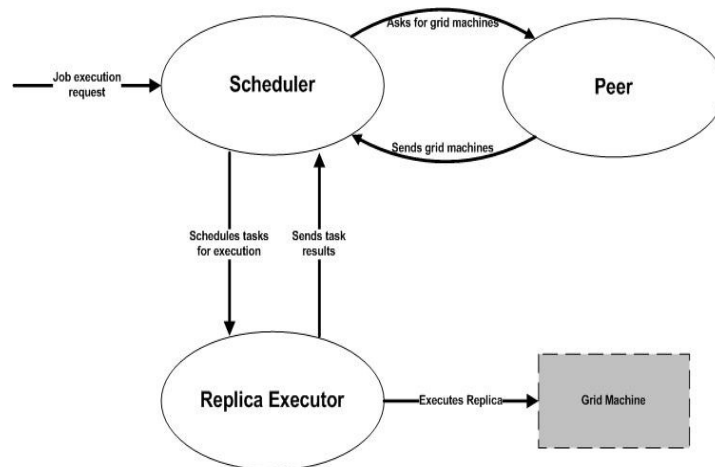 Asks for grid machines
Job execution
request
Scheduler
Peer
Sends grid machines
Schedules tasks
for execution
Sends task
results
Replica Executor
Executes Replica
Grid Machine